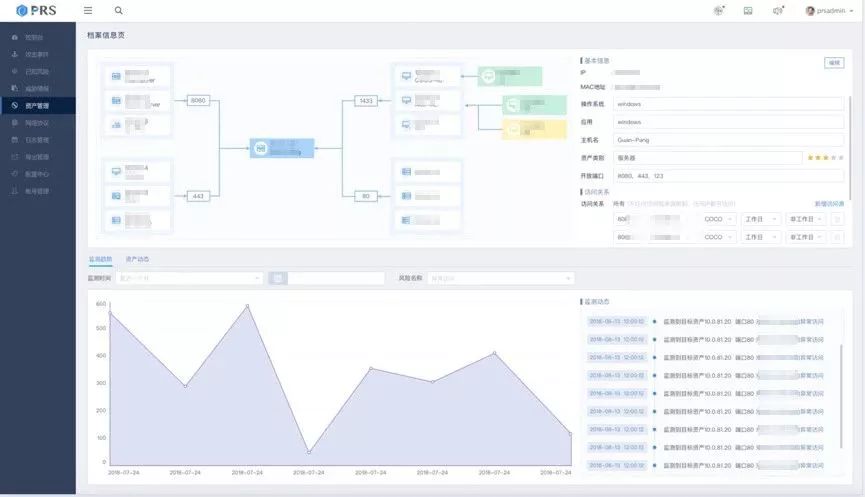 PRS
prsadmin
控制台
攻击事件
已知风险
威胁情报
资产管理
网络协议
日志管理
导出管理
配置中心
帐号管理
档案信息页
8080
1433
443
80
基本信息
编辑
IP
MAC地址
操作系统 windows
应用 windows
主机名 Guan-Pang
资产类别 服务器
开放端口 8080，443，123
访问关系
访问关系 所有
新增访问源
COCO 工作日 非工作日
COCO 工作日 非工作日
监测趋势 资产动态
监测时间 最近一个月
风险名称 异常访问
600
500
400
300
200
100
0
2018-07-24 2018-07-24 2018-07-24 2018-07-24 2018-07-24 2018-07-24 2018-07-24 2018-07-24
监测动态
2018-08-13 12:00:12 监测到目标资产10.0.81.20 端口80 异常访问
2018-08-13 12:00:12 监测到目标资产10.0.81.20 端口80 异常访问
2018-08-13 12:00:12 监测到目标资产10.0.81.20 端口80 异常访问
2018-08-13 12:00:12 监测到目标资产10.0.81.20 端口80 异常访问
2018-08-13 12:00:12 监测到目标资产10.0.81.20 端口80 异常访问
2018-08-13 12:00:12 监测到目标资产10.0.81.20 端口80 异常访问
2018-08-13 12:00:12 监测到目标资产10.0.81.20 端口80 异常访问
2018-08-13 12:00:12 监测到目标资产10.0.81.20 端口80 异常访问
2018-08-13 12:00:12 监测到目标资产10.0.81.20 端口80 异常访问